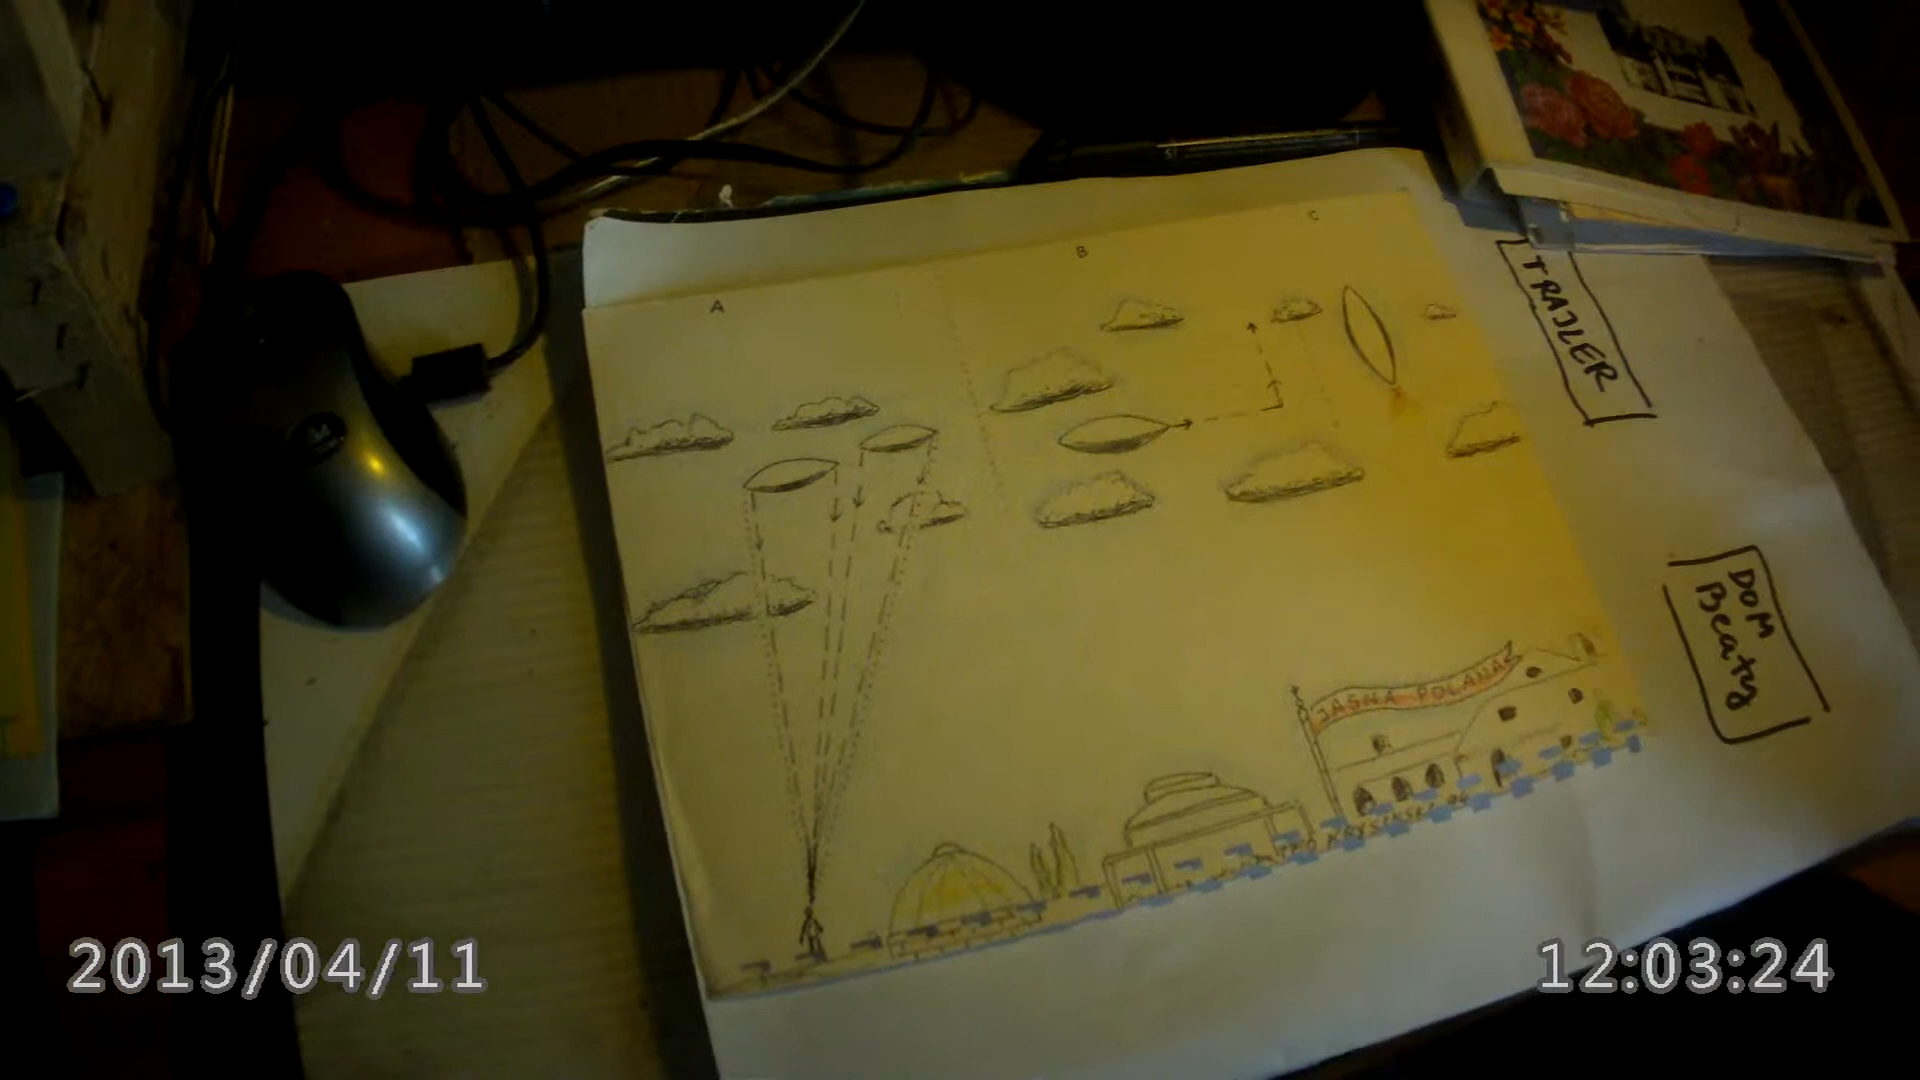 A
B
C
TRAJLER
DOM
Beaty
JASNA POLANA
2013/04/11
12:03:24